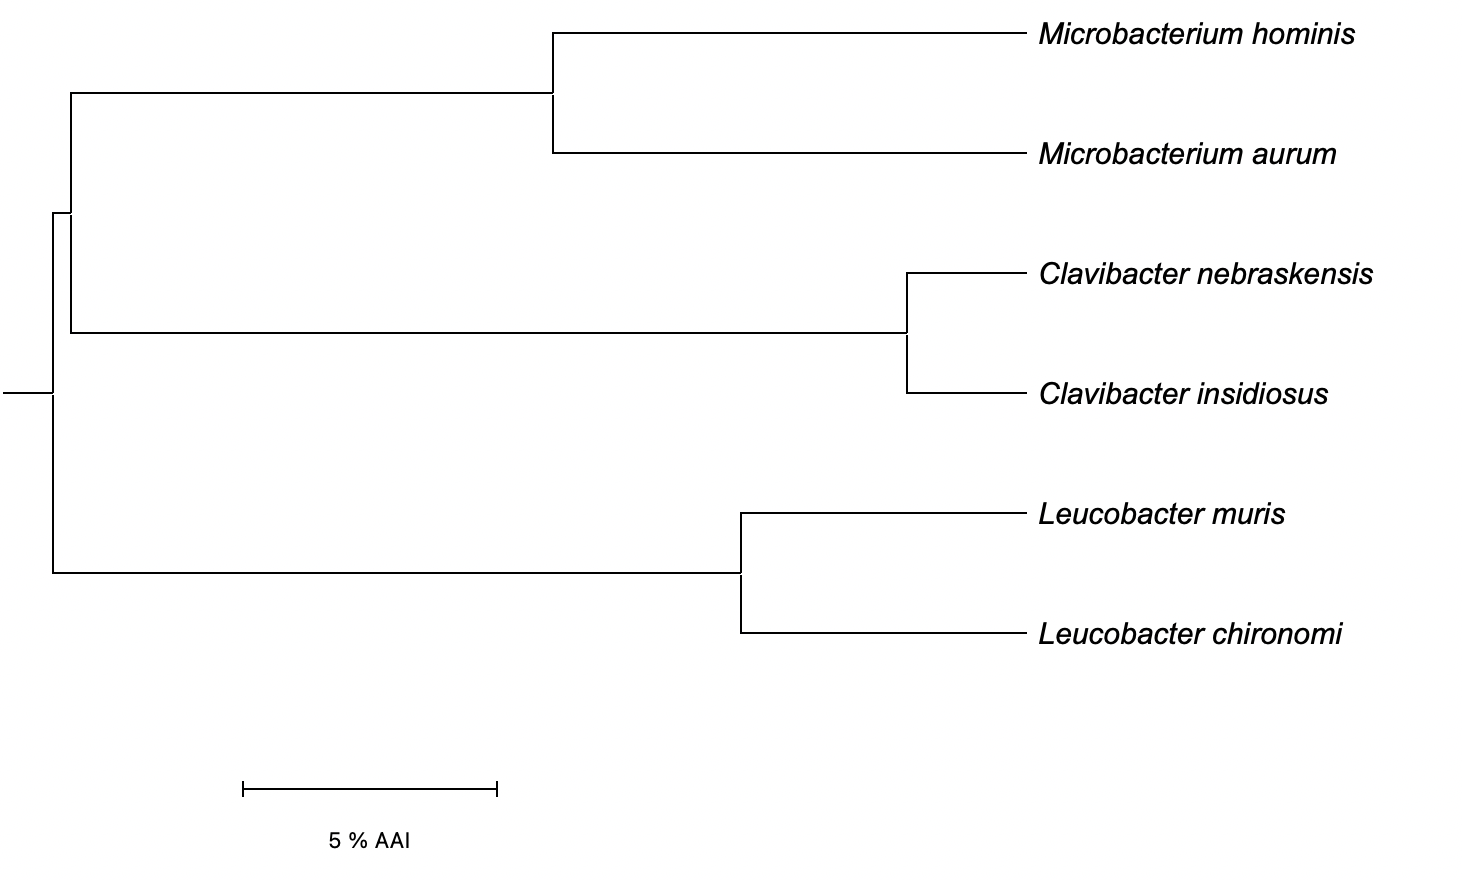 Microbacterium hominis
Microbacterium aurum
Clavibacter nebraskensis
Clavibacter insidiosus
Leucobacter muris
Leucobacter chironomi
5 % AAI